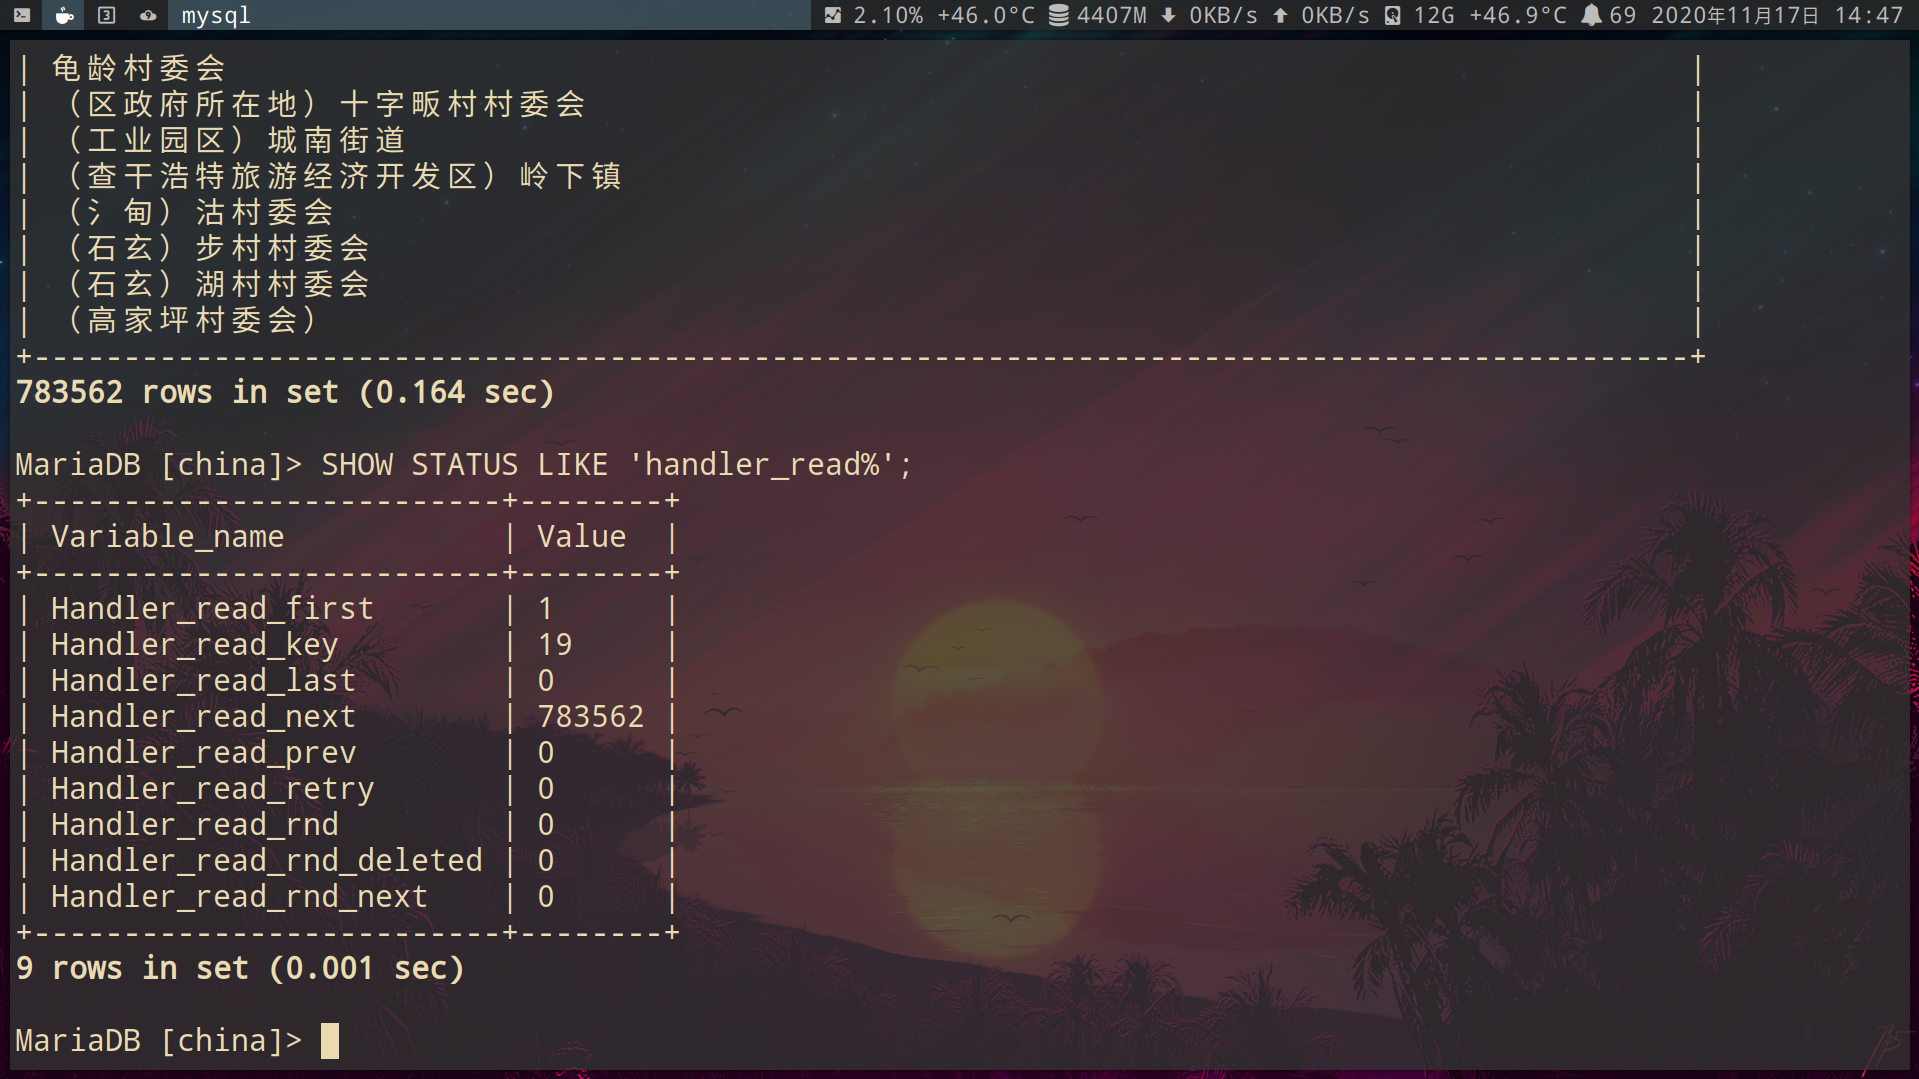 3 mysql 2.10% +46.0°C 4407M 0KB/s 0KB/s 12G +46.9°C 69 2020年11月17日 14:47
| 龟龄村委会 |
| （区政府所在地）十字畈村村委会 |
| （工业园区）城南街道 |
| （查干浩特旅游经济开发区）岭下镇 |
| （氵甸）沽村委会 |
| （石玄）步村村委会 |
| （石玄）湖村村委会 |
| （高家坪村委会） |
+--------------------------------------------------------------------------------------------+
783562 rows in set (0.164 sec)
MariaDB [china]> SHOW STATUS LIKE 'handler_read%';
+--------------------------+--------+
| Variable_name | Value |
+--------------------------+--------+
| Handler_read_first | 1 |
| Handler_read_key | 19 |
| Handler_read_last | 0 |
| Handler_read_next | 783562 |
| Handler_read_prev | 0 |
| Handler_read_retry | 0 |
| Handler_read_rnd | 0 |
| Handler_read_rnd_deleted | 0 |
| Handler_read_rnd_next | 0 |
+--------------------------+--------+
9 rows in set (0.001 sec)
MariaDB [china]>